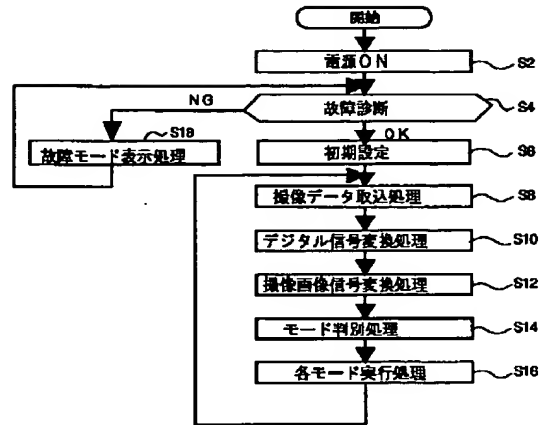 開始
電源ON
S2
NG
故障診断
S4
S18
OK
故障モード表示処理
初期設定
S6
撮像データ取込処理
S8
デジタル信号変換処理
S10
撮像画像信号変換処理
S12
モード判別処理
S14
各モード実行処理
S16